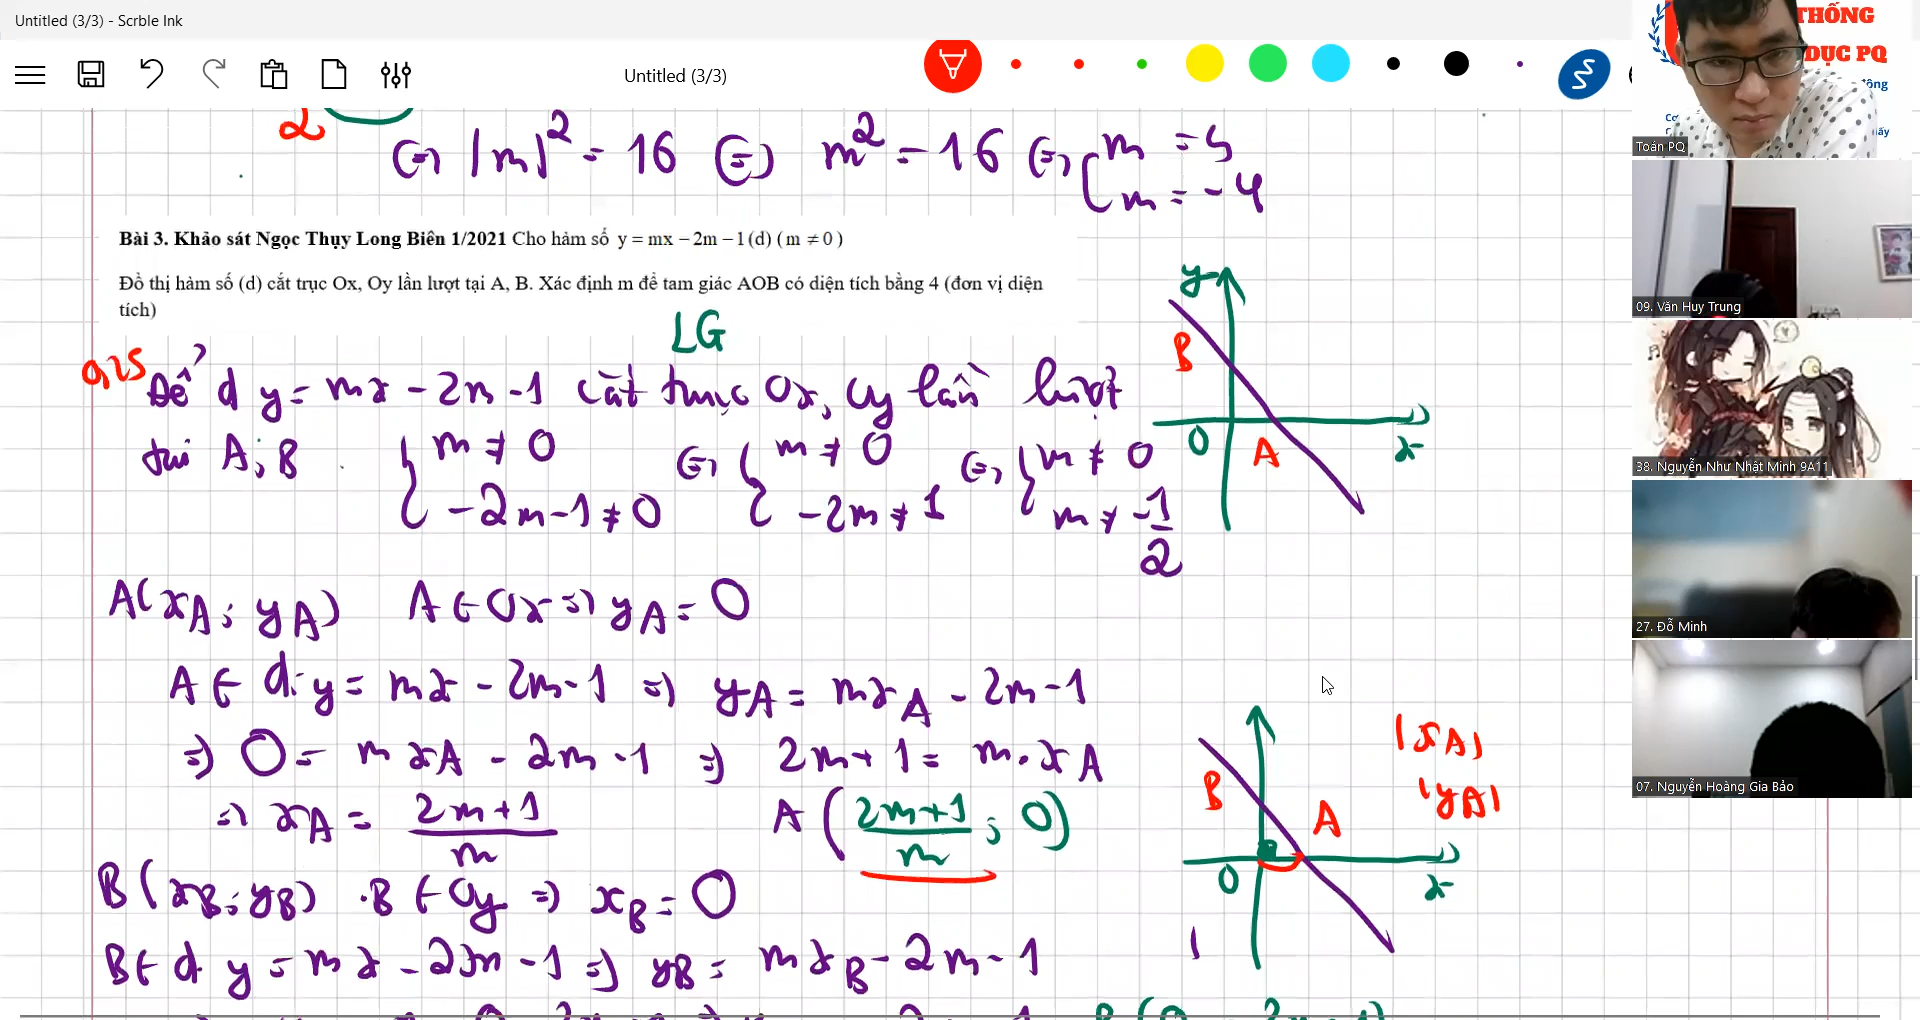 Untitled (3/3) - Scrble Ink
Untitled (3/3)
THỐNG
DỤC PQ
Toán PQ
09. Văn Huy Trung
38. Nguyễn Như Nhật Minh 9A11
27. Đỗ Minh
07. Nguyễn Hoàng Gia Bảo
2
(=) |m|² = 16 (=) m² = 16 (=) [ m = 4
m = -4
Bài 3. Khảo sát Ngọc Thụy Long Biên 1/2021 Cho hàm số y = mx − 2m − 1 (d) ( m ≠ 0 )
Đồ thị hàm số (d) cắt trục Ox, Oy lần lượt tại A, B. Xác định m để tam giác AOB có diện tích bằng 4 (đơn vị diện
tích)
LG
0,25 Để d y = mx - 2m - 1 cắt trục Ox, Oy lần lượt
tại A; B { m ≠ 0 (=) { m ≠ 0 (=) { m ≠ 0
-2m-1 ≠ 0 -2m ≠ 1 m ≠ -1/2
y
B
O
A
x
A(xA; yA) A ∈ Ox => yA = 0
A ∈ d: y = mx - 2m - 1 => yA = mxA - 2m - 1
=> 0 = mxA - 2m - 1 => 2m + 1 = m.xA
=> xA = (2m+1)/m A ((2m+1)/m ; 0)
B(xB; yB) . B ∈ Oy => xB = 0
B ∈ d y = mx - 2m - 1 => yB = mxB - 2m - 1
|xA|
|yA|
B
A
O
x